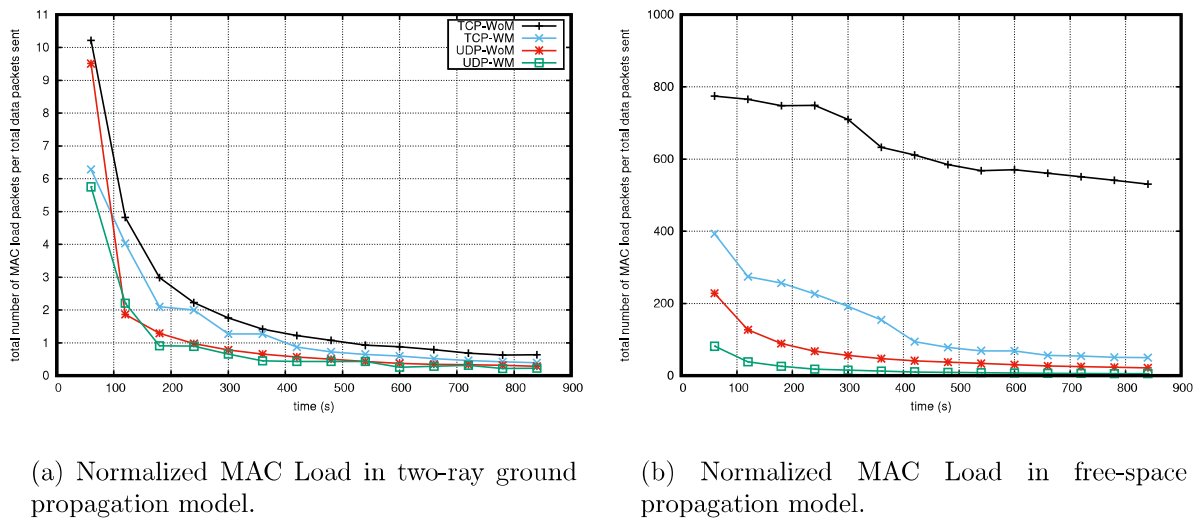 total number of MAC load packets per total data packets sent
11
10
9
8
7
6
5
4
3
2
1
0
0 100 200 300 400 500 600 700 800 900
time (s)
TCP-WoM
TCP-WM
UDP-WoM
UDP-WM
(a) Normalized MAC Load in two-ray ground
propagation model.
total number of MAC load packets per total data packets sent
1000
800
600
400
200
0
0 100 200 300 400 500 600 700 800 900
time (s)
(b) Normalized MAC Load in free-space
propagation model.